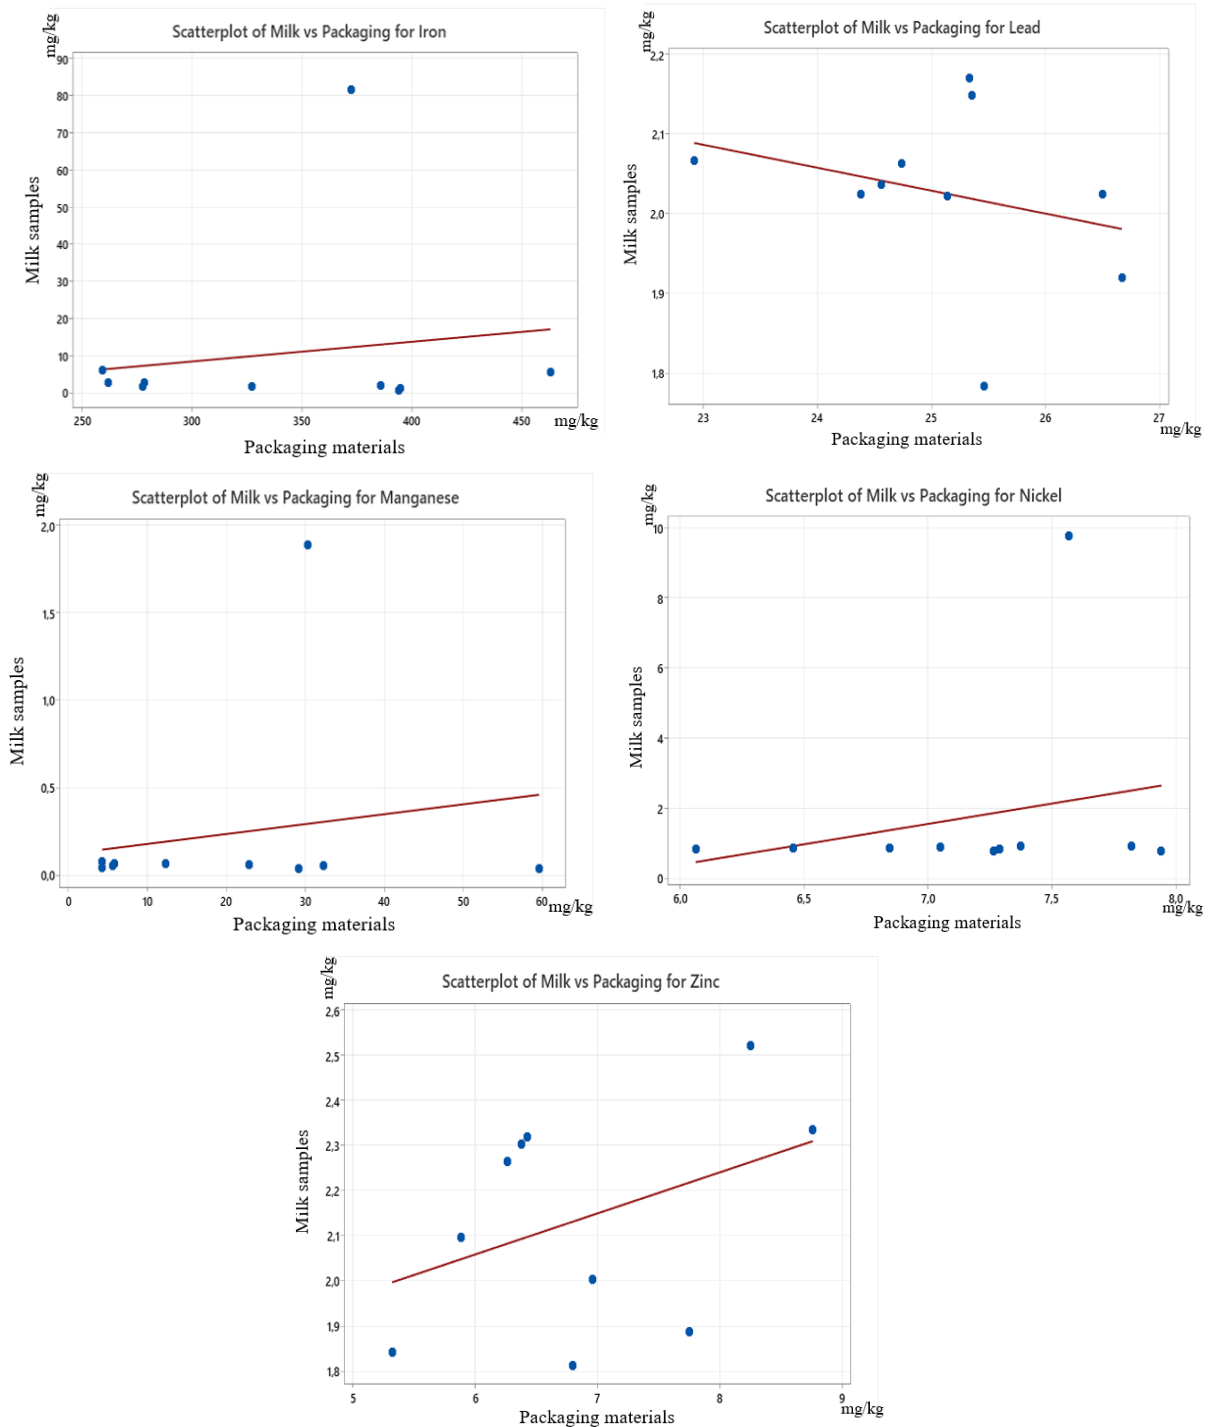 Scatterplot of Milk vs Packaging for Iron
mg/kg
90
80
70
60
50
40
30
20
10
0
Milk samples
250 300 350 400 450 mg/kg
Packaging materials
Scatterplot of Milk vs Packaging for Lead
mg/kg
2,2
2,1
2,0
1,9
1,8
Milk samples
23 24 25 26 27 mg/kg
Packaging materials
Scatterplot of Milk vs Packaging for Manganese
mg/kg
2,0
1,5
1,0
0,5
0,0
Milk samples
0 10 20 30 40 50 60 mg/kg
Packaging materials
Scatterplot of Milk vs Packaging for Nickel
mg/kg
10
8
6
4
2
0
Milk samples
6,0 6,5 7,0 7,5 8,0 mg/kg
Packaging materials
Scatterplot of Milk vs Packaging for Zinc
mg/kg
2,6
2,5
2,4
2,3
2,2
2,1
2,0
1,9
1,8
Milk samples
5 6 7 8 9 mg/kg
Packaging materials